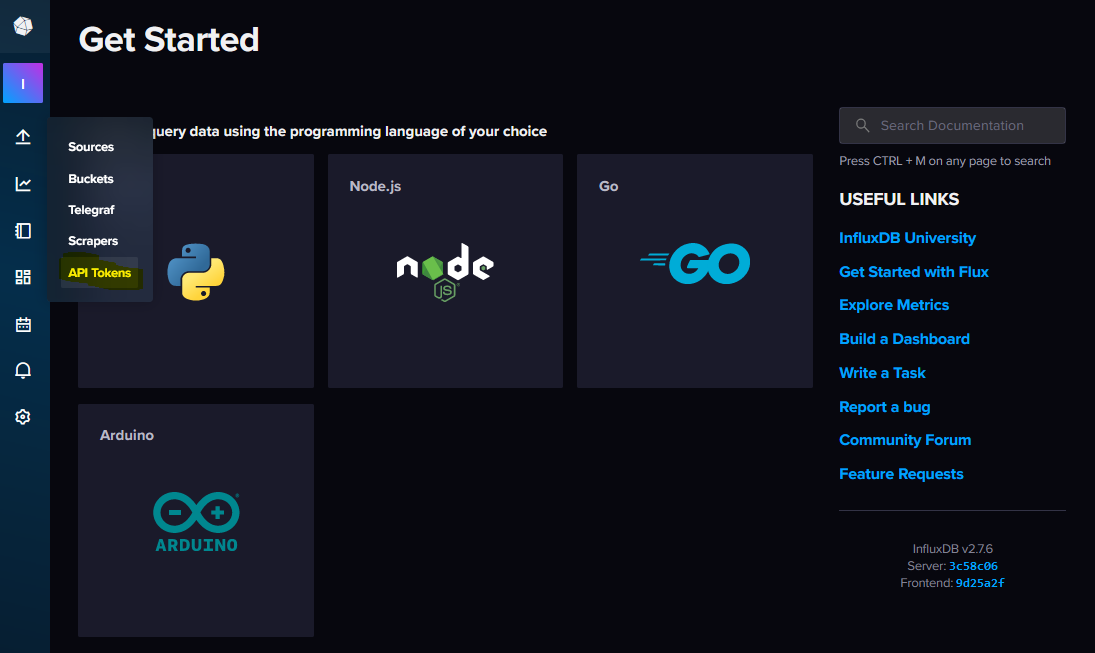 Get Started
I
query data using the programming language of your choice
Sources
Buckets
Telegraf
Scrapers
API Tokens
Node.js
node
JS
Go
GO
Arduino
ARDUINO
Search Documentation
Press CTRL + M on any page to search
USEFUL LINKS
InfluxDB University
Get Started with Flux
Explore Metrics
Build a Dashboard
Write a Task
Report a bug
Community Forum
Feature Requests
InfluxDB v2.7.6
Server: 3c58c06
Frontend: 9d25a2f